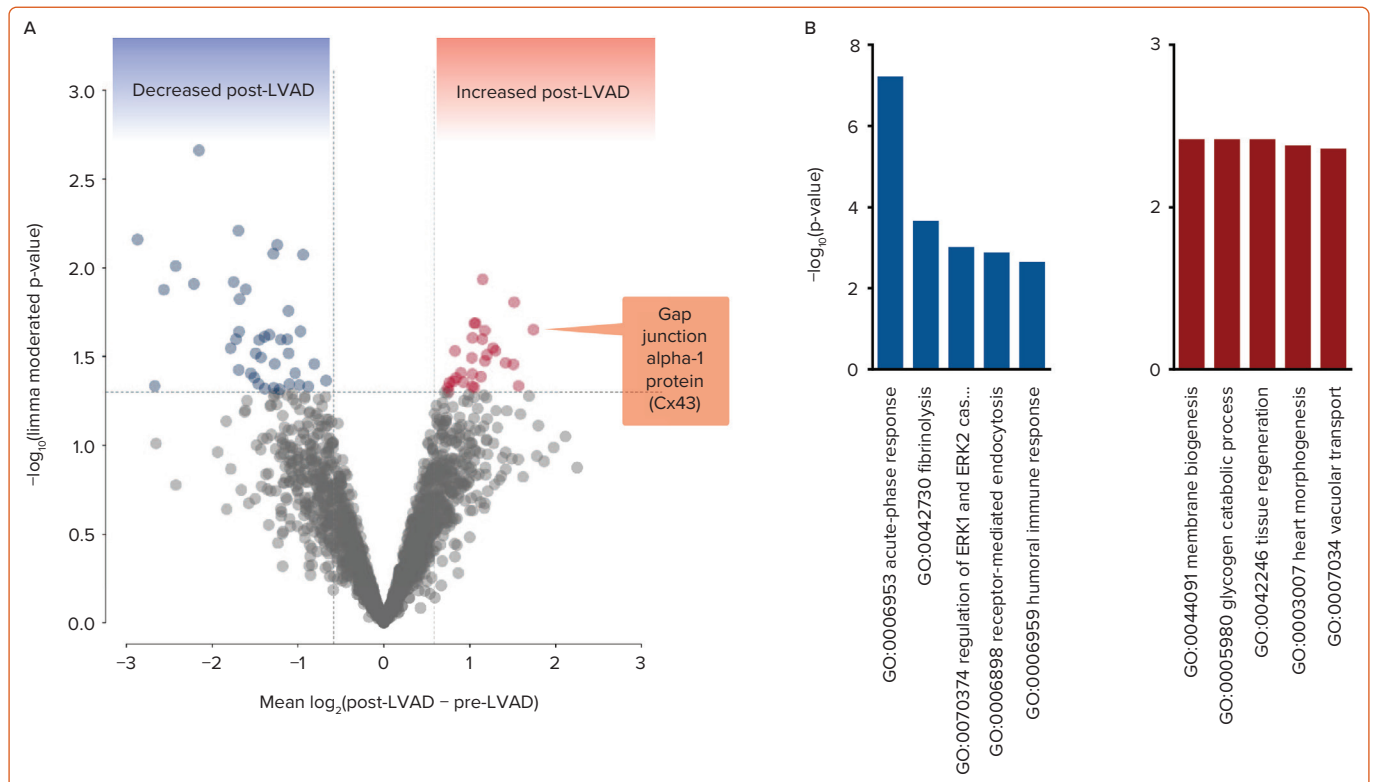 A
Decreased post-LVAD
Increased post-LVAD
3.0
2.5
2.0
1.5
1.0
0.5
0.0
−log₁₀(limma moderated p-value)
−3
−2
−1
0
1
2
3
Mean log₂(post-LVAD − pre-LVAD)
Gap
junction
alpha-1
protein
(Cx43)
B
8
6
4
2
0
−log₁₀(p-value)
GO:0006953 acute-phase response
GO:0042730 fibrinolysis
GO:0070374 regulation of ERK1 and ERK2 cas...
GO:0006898 receptor-mediated endocytosis
GO:0006959 humoral immune response
3
2
0
GO:0044091 membrane biogenesis
GO:0005980 glycogen catabolic process
GO:0042246 tissue regeneration
GO:0003007 heart morphogenesis
GO:0007034 vacuolar transport